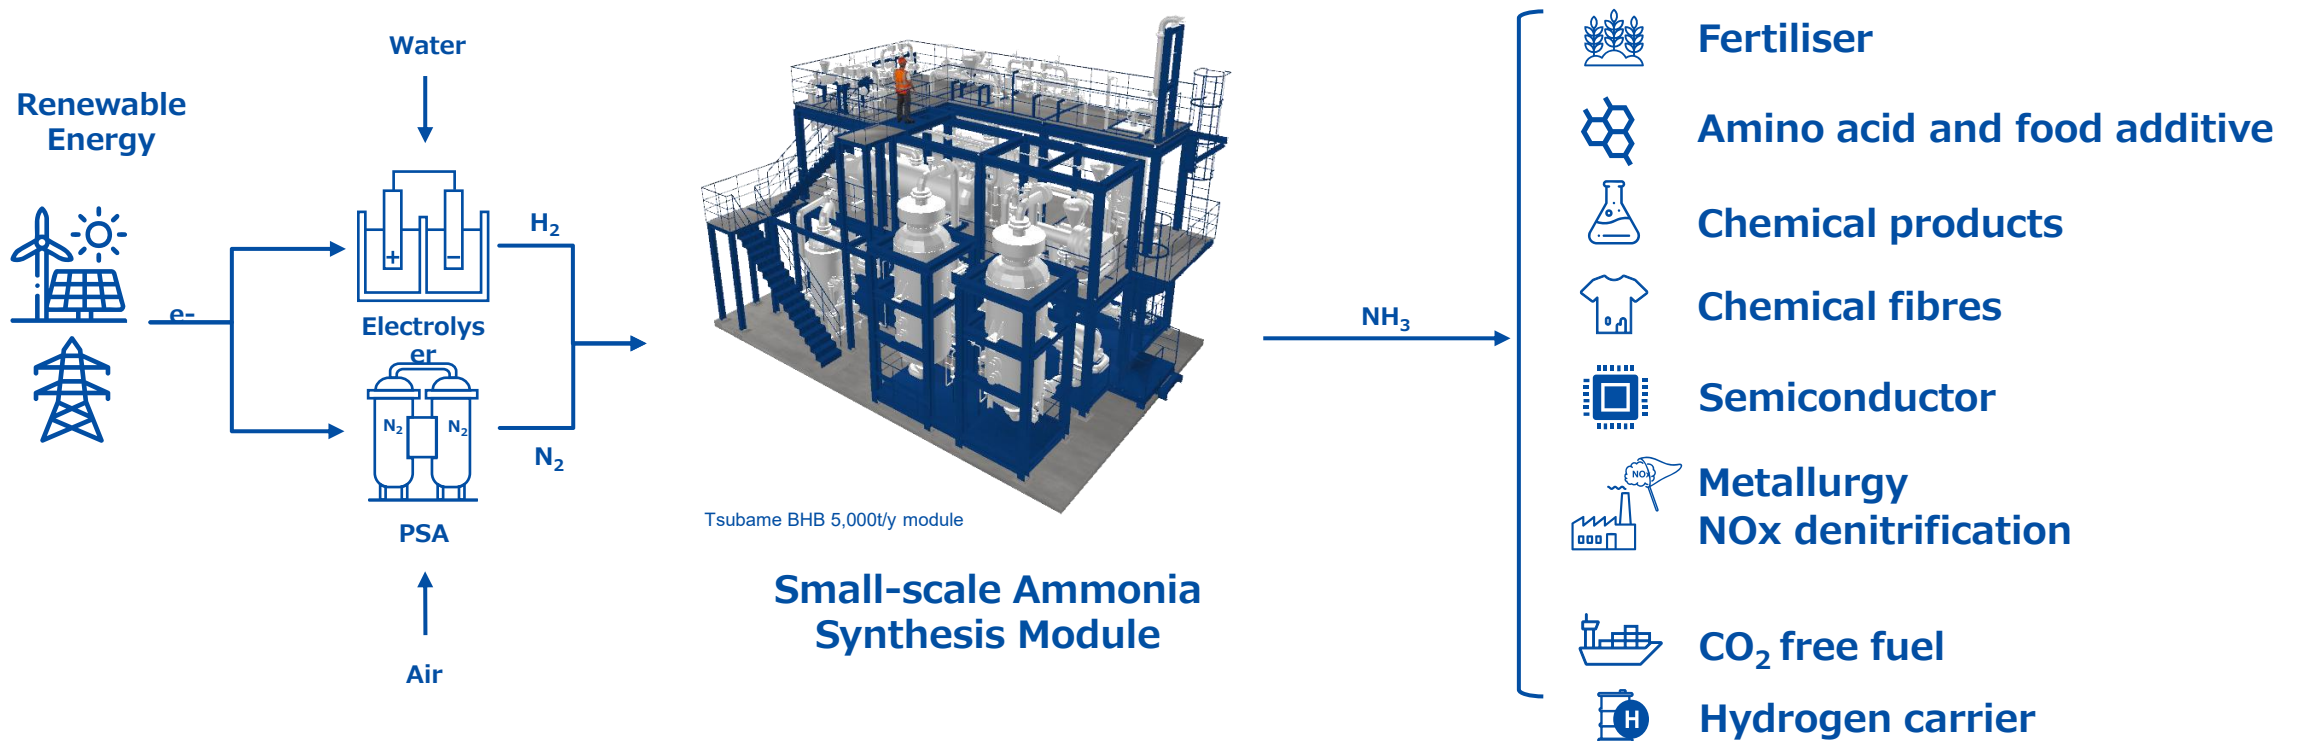 Water
Renewable
Energy
e-
+
−
Electrolys
er
H₂
N₂ N₂
N₂
PSA
Air
Tsubame BHB 5,000t/y module
Small-scale Ammonia
Synthesis Module
NH₃
Fertiliser
Amino acid and food additive
Chemical products
Chemical fibres
Semiconductor
NOx
Metallurgy
NOx denitrification
CO₂ free fuel
H
Hydrogen carrier